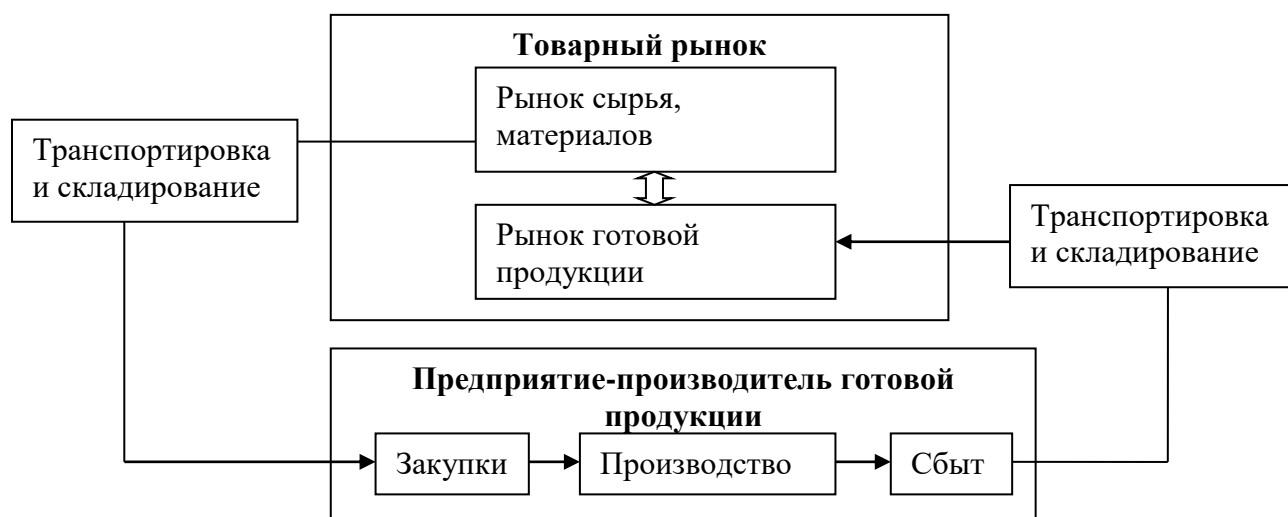 Товарный рынок
Рынок сырья,
материалов
Транспортировка
и складирование
Рынок готовой
продукции
Транспортировка
и складирование
Предприятие-производитель готовой
продукции
Закупки
Производство
Сбыт